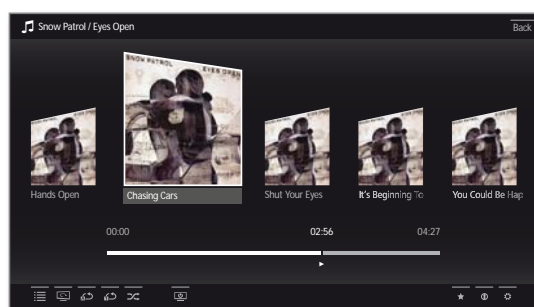 Snow Patrol / Eyes Open
Back
SNOW PATROL EYES OPEN
Hands Open
Chasing Cars
Shut Your Eyes
It's Beginning To
You Could Be Hap
00:00
02:56
04:27